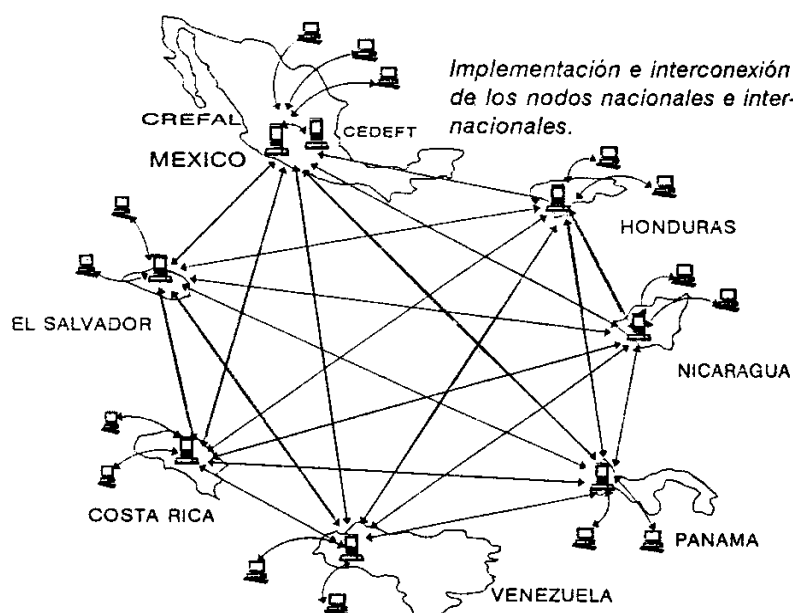 Implementación e interconexión
de los nodos nacionales e inter-
nacionales.
CREFAL
CEDEFT
MEXICO
HONDURAS
EL SALVADOR
NICARAGUA
COSTA RICA
PANAMA
VENEZUELA